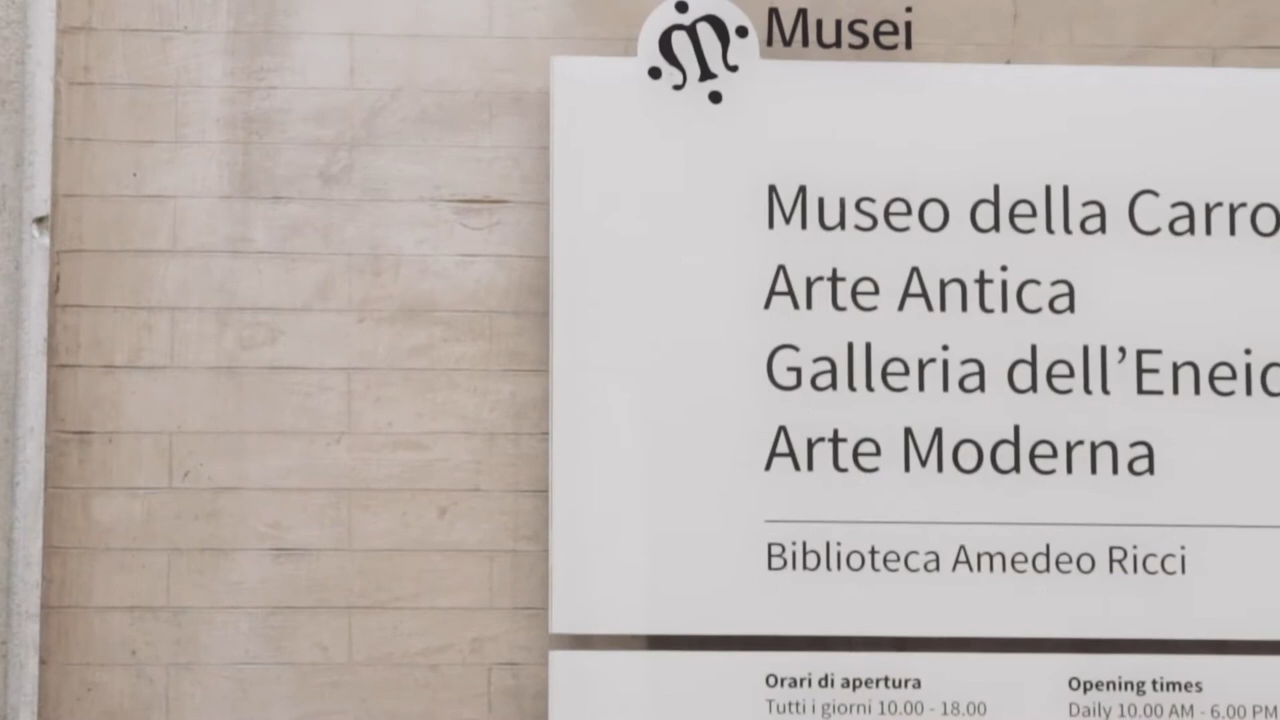 Musei
Museo della Carro
Arte Antica
Galleria dell’Eneid
Arte Moderna
Biblioteca Amedeo Ricci
Orari di apertura
Tutti i giorni 10.00 - 18.00
Opening times
Daily 10.00 AM - 6.00 PM